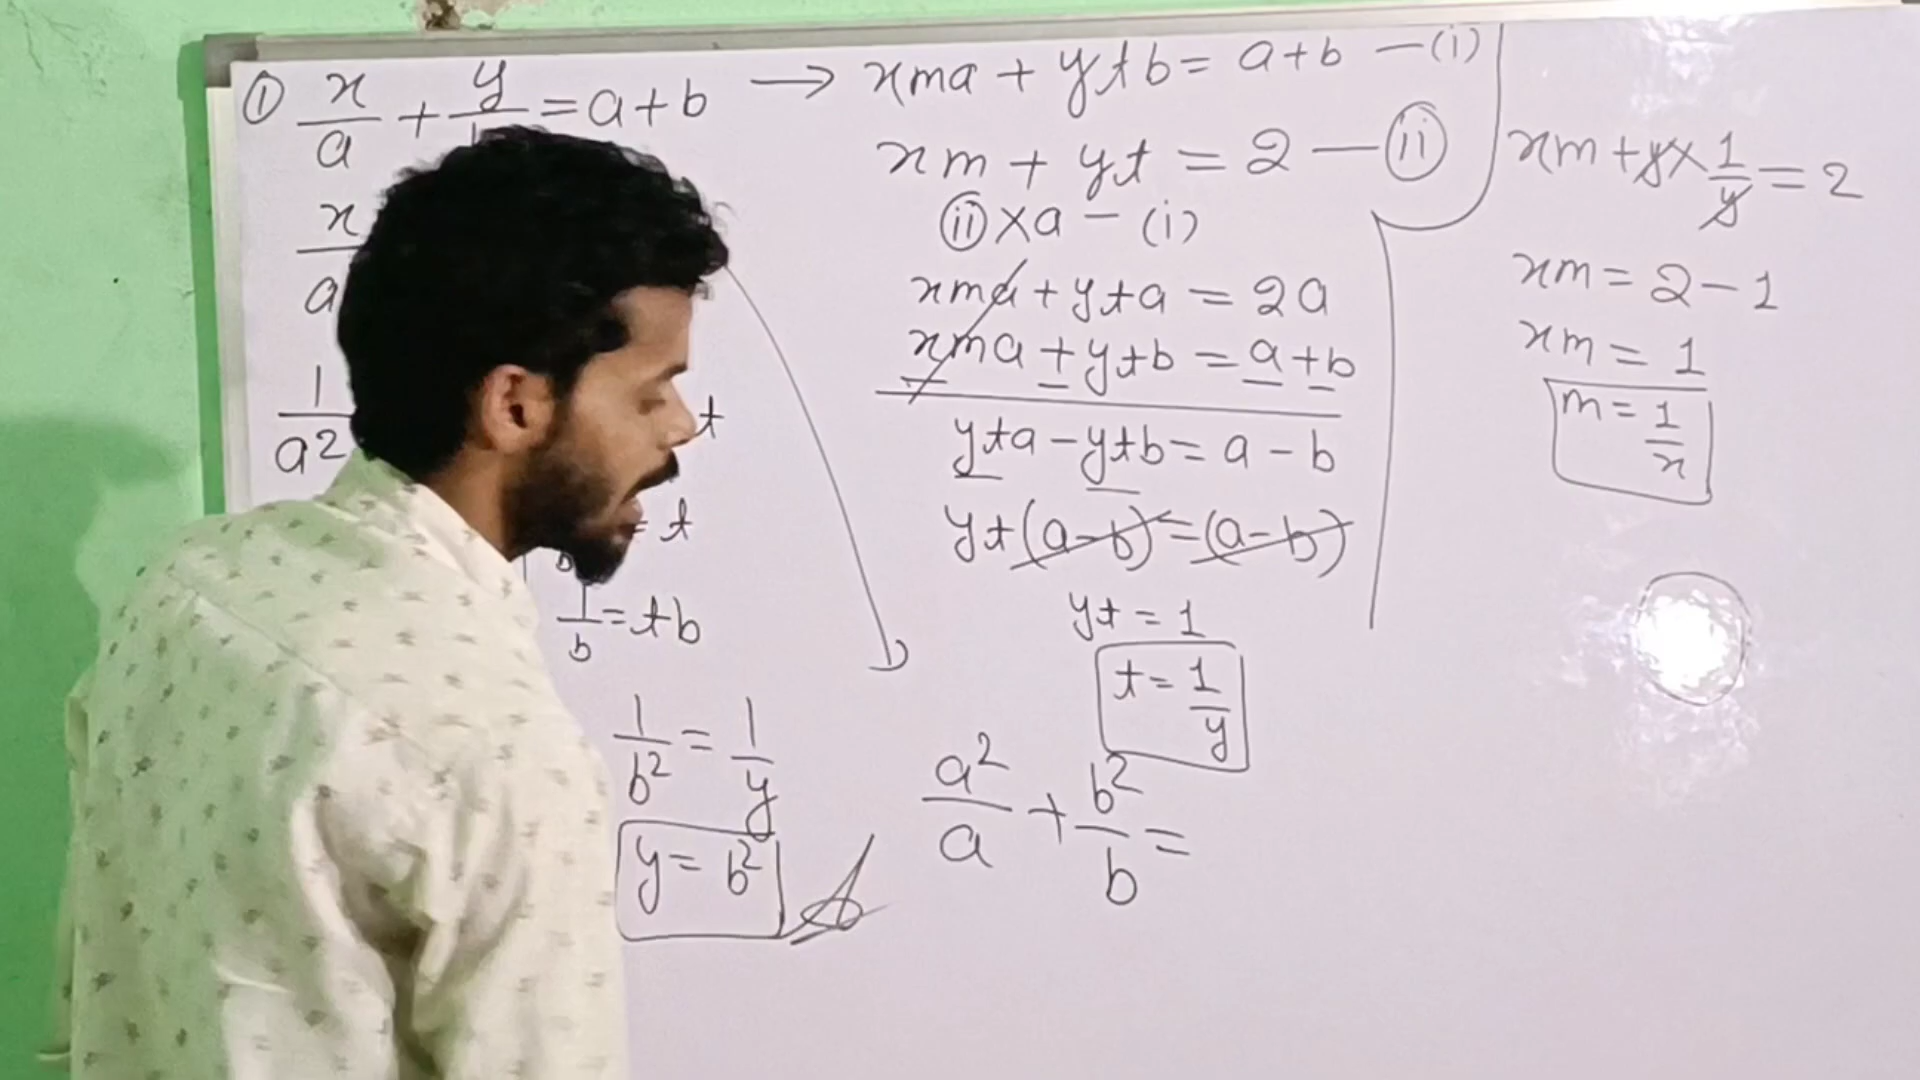 ① x/a + y/ = a+b → xma + ytb = a+b —(i)
xm + yt = 2 — ⓘⓘ
x/a
ⓘⓘ×a – (i)
xma + yta = 2a
xma + ytb = a+b
1/a² t
yta – ytb = a – b
= t
yt(a–b) = (a–b)
1/b = tb
yt = 1
t = 1/y
1/b² = 1/y
y = b²
a²/a + b²/b =
xm + y×1/y = 2
xm = 2 – 1
xm = 1
m = 1/x